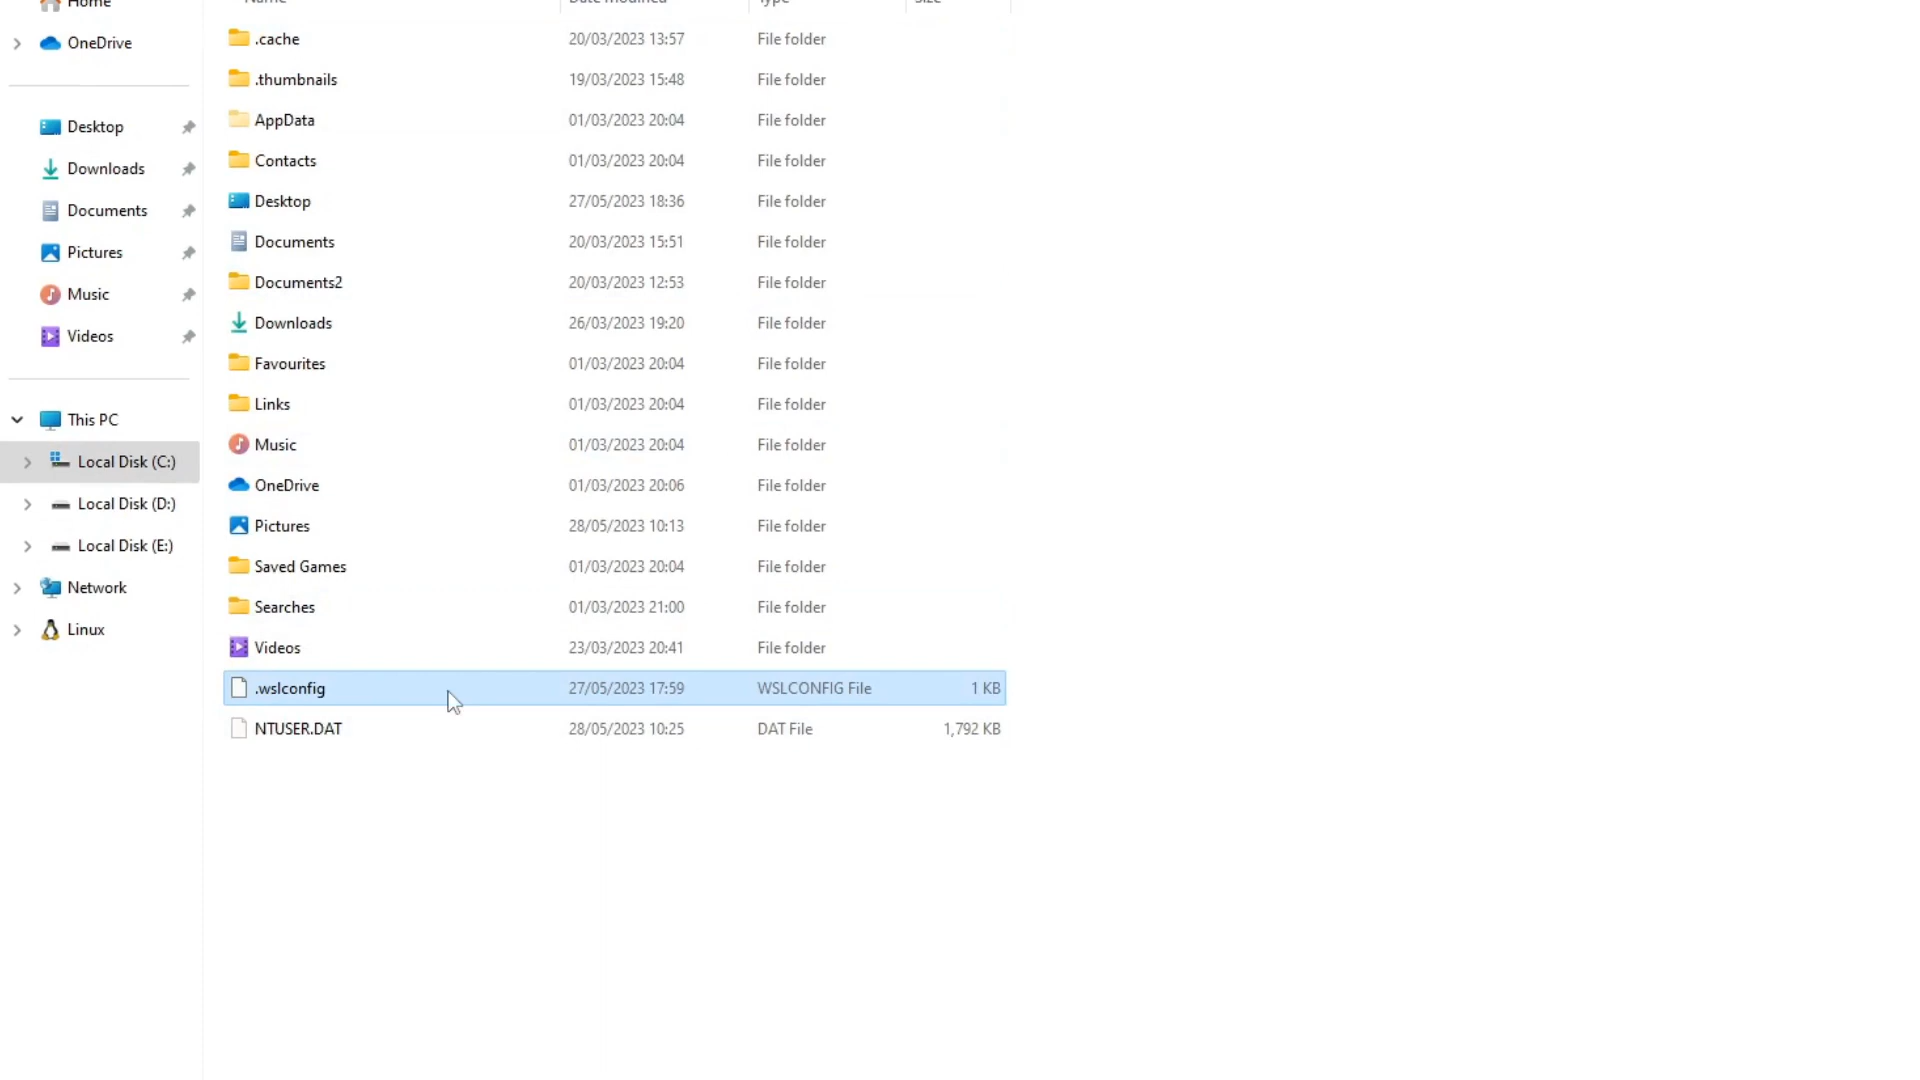 Home
OneDrive
Desktop
Downloads
Documents
Pictures
Music
Videos
This PC
Local Disk (C:)
Local Disk (D:)
Local Disk (E:)
Network
Linux
Name Date modified Type Size
.cache 20/03/2023 13:57 File folder
.thumbnails 19/03/2023 15:48 File folder
AppData 01/03/2023 20:04 File folder
Contacts 01/03/2023 20:04 File folder
Desktop 27/05/2023 18:36 File folder
Documents 20/03/2023 15:51 File folder
Documents2 20/03/2023 12:53 File folder
Downloads 26/03/2023 19:20 File folder
Favourites 01/03/2023 20:04 File folder
Links 01/03/2023 20:04 File folder
Music 01/03/2023 20:04 File folder
OneDrive 01/03/2023 20:06 File folder
Pictures 28/05/2023 10:13 File folder
Saved Games 01/03/2023 20:04 File folder
Searches 01/03/2023 21:00 File folder
Videos 23/03/2023 20:41 File folder
.wslconfig 27/05/2023 17:59 WSLCONFIG File 1 KB
NTUSER.DAT 28/05/2023 10:25 DAT File 1,792 KB